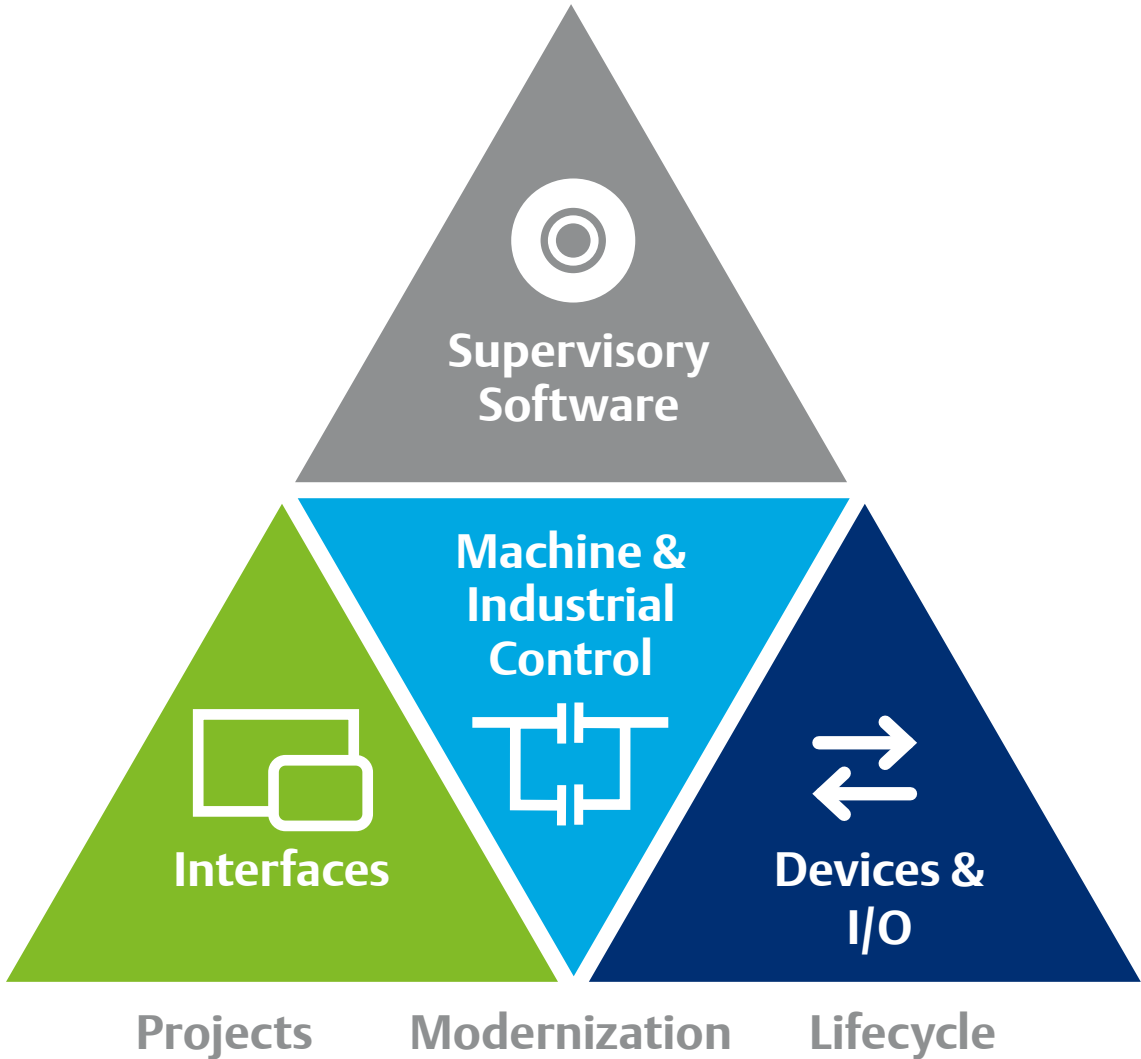 Supervisory
Software
Machine &
Industrial
Control
Interfaces
Devices &
I/O
Projects
Modernization
Lifecycle